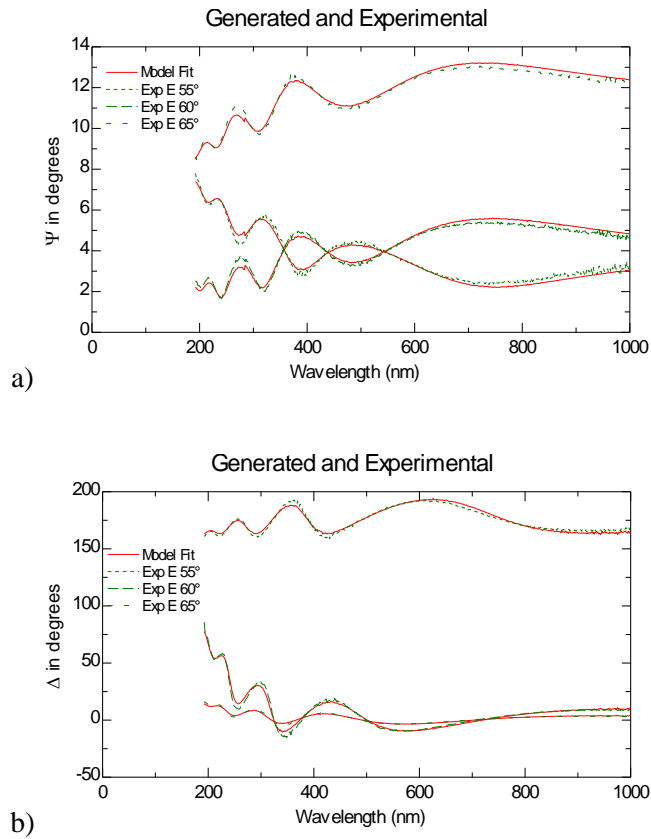 Generated and Experimental
14
12
10
8
6
4
2
0
Ψ in degrees
Model Fit
Exp E 55°
Exp E 60°
Exp E 65°
0 200 400 600 800 1000
Wavelength (nm)
a)
Generated and Experimental
200
150
100
50
0
-50
Δ in degrees
Model Fit
Exp E 55°
Exp E 60°
Exp E 65°
0 200 400 600 800 1000
Wavelength (nm)
b)